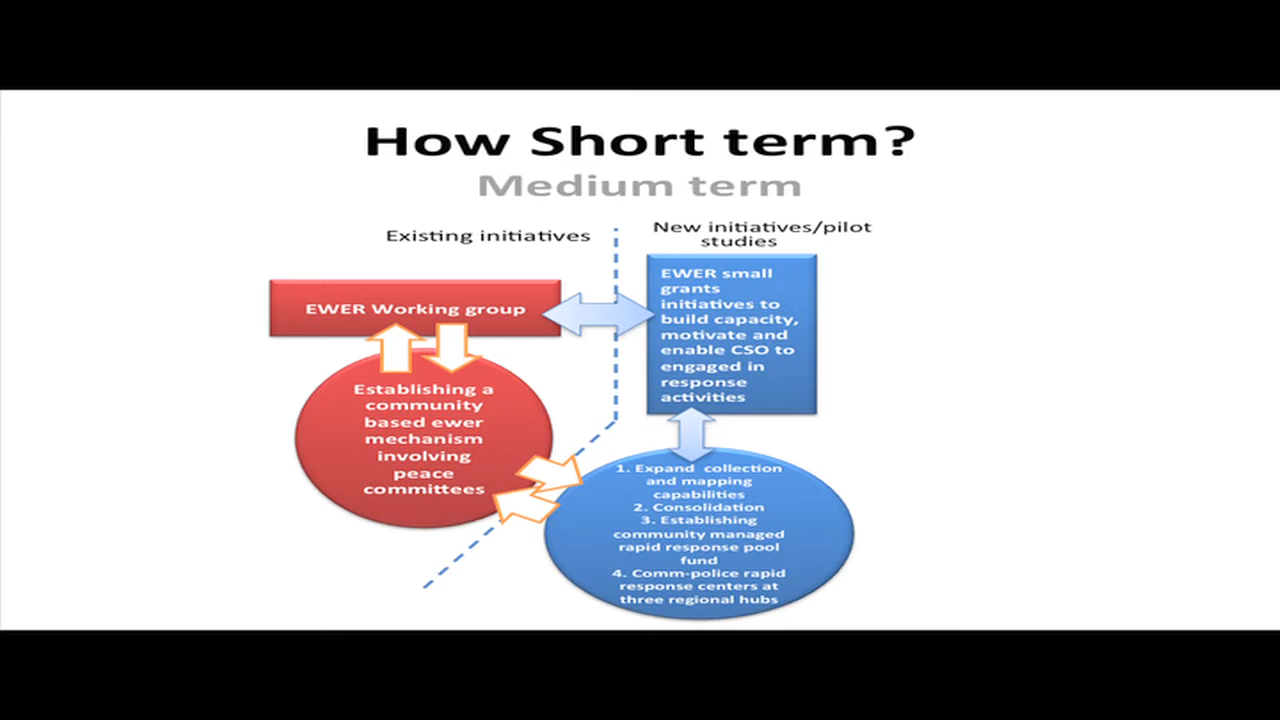 How Short term?
Medium term
Existing initiatives
New initiatives/pilot
studies
EWER Working group
EWER small
grants
initiatives to
build capacity,
motivate and
enable CSO to
engaged in
response
activities
Establishing a
community
based ewer
mechanism
involving
peace
committees
1. Expand collection
and mapping
capabilities
2. Consolidation
3. Establishing
community managed
rapid response pool
fund
4. Comm-police rapid
response centers at
three regional hubs